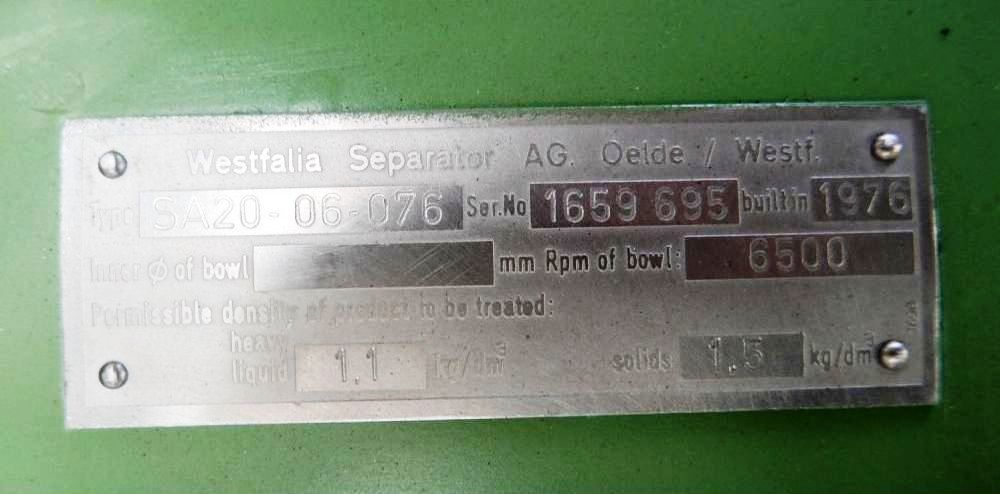 Westfalia Separator AG. Oelde / Westf.
Type SA20-06-076 Ser.No 1659 695 built in 1976
Inner Ø of bowl mm Rpm of bowl: 6500
Permissible density of product to be treated:
heavy
liquid 1,1 kg/dm³ solids 1,5 kg/dm³